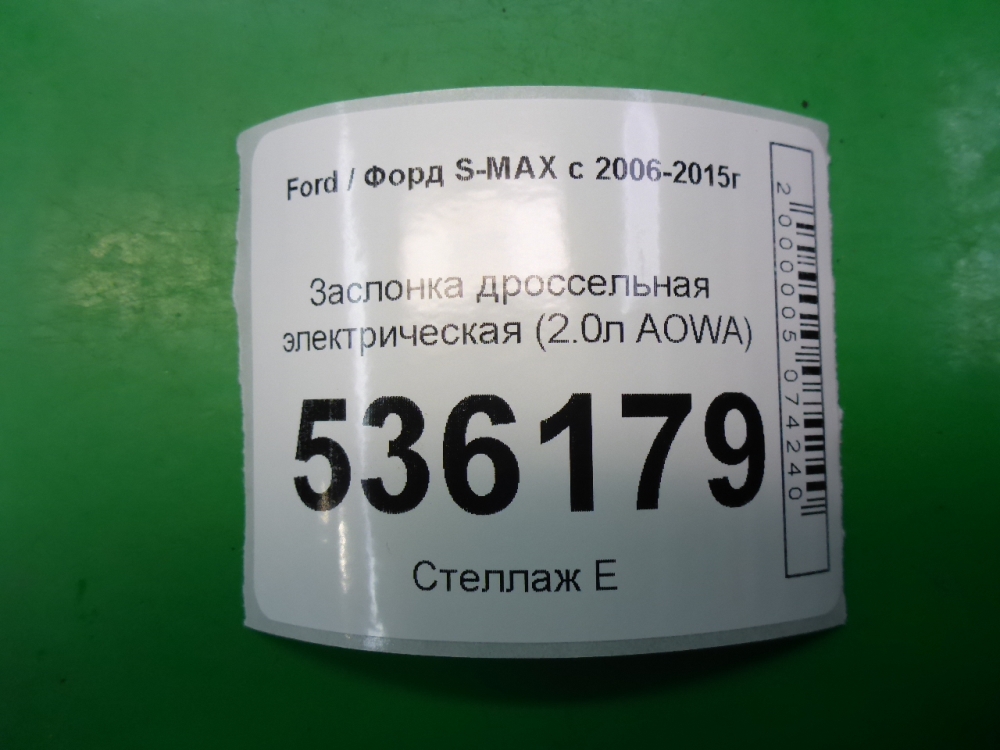 Ford / Форд S-MAX с 2006-2015г
Заслонка дроссельная
электрическая (2.0л AOWA)
536179
Стеллаж Е
2000005074240